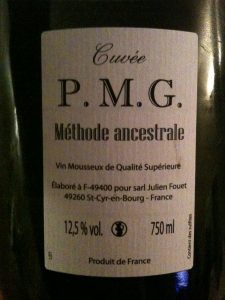 Cuvée
P. M. G.
Méthode ancestrale
Vin Mousseux de Qualité Supérieure
Élaboré à F-49400 pour sarl Julien Fouet
49260 St-Cyr-en-Bourg - France
12,5 % vol.
750 ml
Produit de France
Contient des sulfites